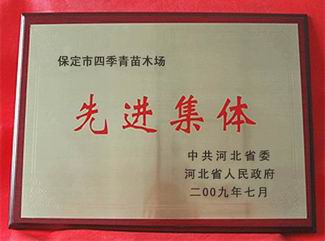 保定市四季青苗木场
先进集体
中共河北省委
河北省人民政府
二00九年七月